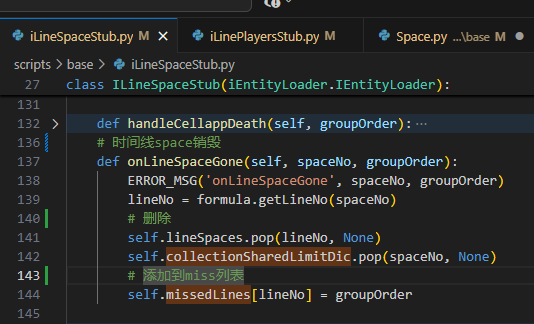 iLineSpaceStub.py M
iLinePlayersStub.py M
Space.py ...\base M
scripts > base > iLineSpaceStub.py
27 class ILineSpaceStub(iEntityLoader.IEntityLoader):
131
132 def handleCellappDeath(self, groupOrder):…
136 # 时间线space销毁
137 def onLineSpaceGone(self, spaceNo, groupOrder):
138 ERROR_MSG('onLineSpaceGone', spaceNo, groupOrder)
139 lineNo = formula.getLineNo(spaceNo)
140 # 删除
141 self.lineSpaces.pop(lineNo, None)
142 self.collectionSharedLimitDic.pop(spaceNo, None)
143 # 添加到miss列表
144 self.missedLines[lineNo] = groupOrder